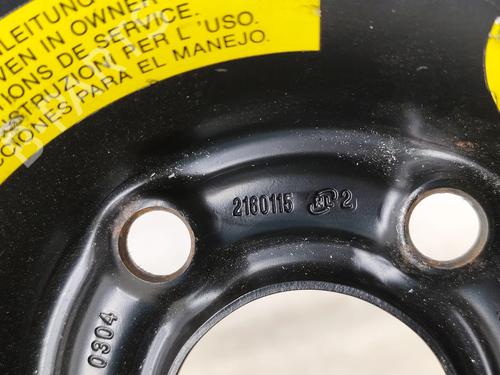 LEITUNG
VEN IN OWNER
TIONS DE SERVICE.
STRUZIONI PER L'USO.
CCIONES PARA EL MANEJO.
2160115 2
0304